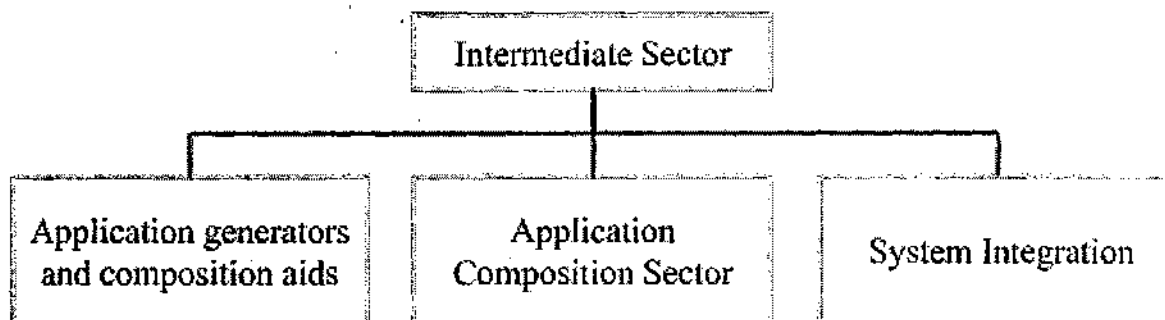 Intermediate Sector
Application generators
and composition aids
Application
Composition Sector
System Integration